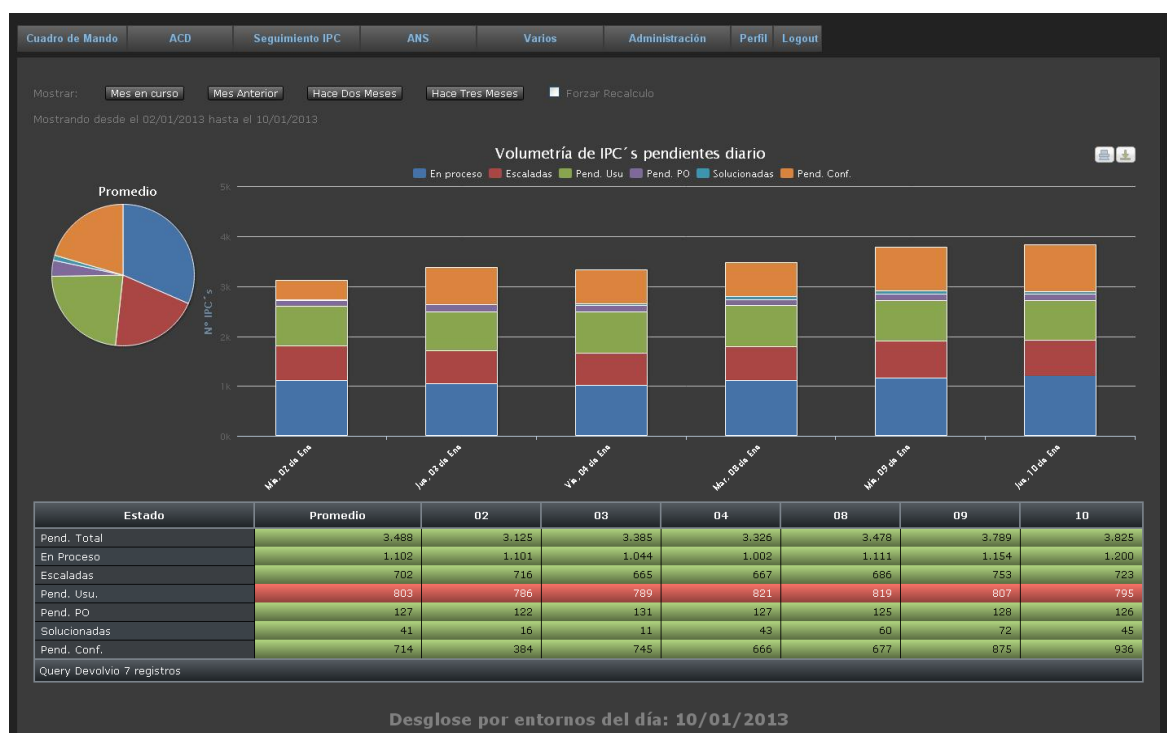 Cuadro de Mando ACD Seguimiento IPC ANS Varios Administración Perfil Logout
Mostrar: Mes en curso Mes Anterior Hace Dos Meses Hace Tres Meses Forzar Recalculo
Mostrando desde el 02/01/2013 hasta el 10/01/2013
Volumetría de IPC´s pendientes diario
En proceso Escaladas Pend. Usu Pend. PO Solucionadas Pend. Conf.
Promedio
Nº IPC´s
5k
4k
3k
2k
1k
0k
Mié, 02 de Ene
Jue, 03 de Ene
Vie, 04 de Ene
Mar, 08 de Ene
Mié, 09 de Ene
Jue, 10 de Ene
Estado Promedio 02 03 04 08 09 10
Pend. Total 3.488 3.125 3.385 3.326 3.478 3.789 3.825
En Proceso 1.102 1.101 1.044 1.002 1.111 1.154 1.200
Escaladas 702 716 665 667 686 753 723
Pend. Usu. 803 786 789 821 819 807 795
Pend. PO 127 122 131 127 125 128 126
Solucionadas 41 16 11 43 60 72 45
Pend. Conf. 714 384 745 666 677 875 936
Query Devolvio 7 registros
Desglose por entornos del día: 10/01/2013